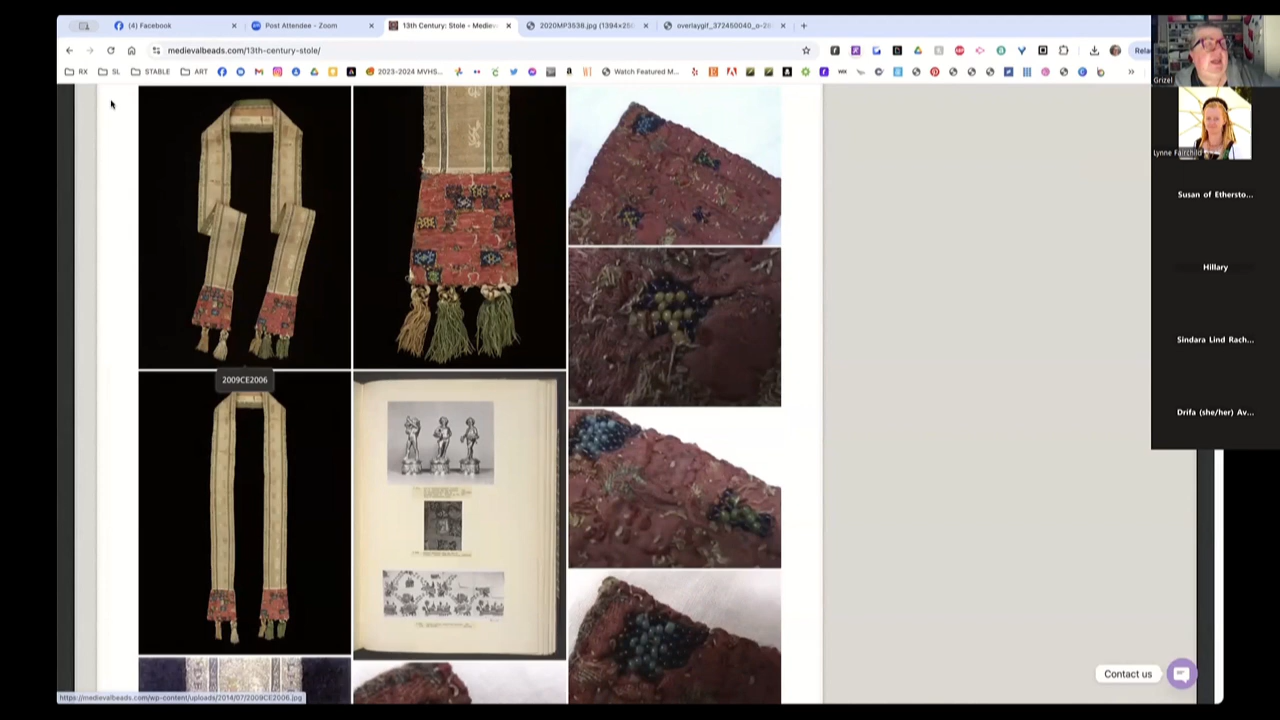 (4) Facebook
Post Attendee - Zoom
13th Century: Stole - Mediev
2020MP3538.jpg (1394×25
overlaygif_372450040_o-2
medievalbeads.com/13th-century-stole/
Rela
RX
SL
STABLE
ART
2023-2024 MVHS...
Watch Featured M...
Grizel
Lynne Fairchild
Susan of Ethersto...
Hillary
Sindara Lind Rach...
Drifa (she/her) Av...
2009CE2006
Contact us
https://medievalbeads.com/wp-content/uploads/2014/07/2009CE2006.jpg